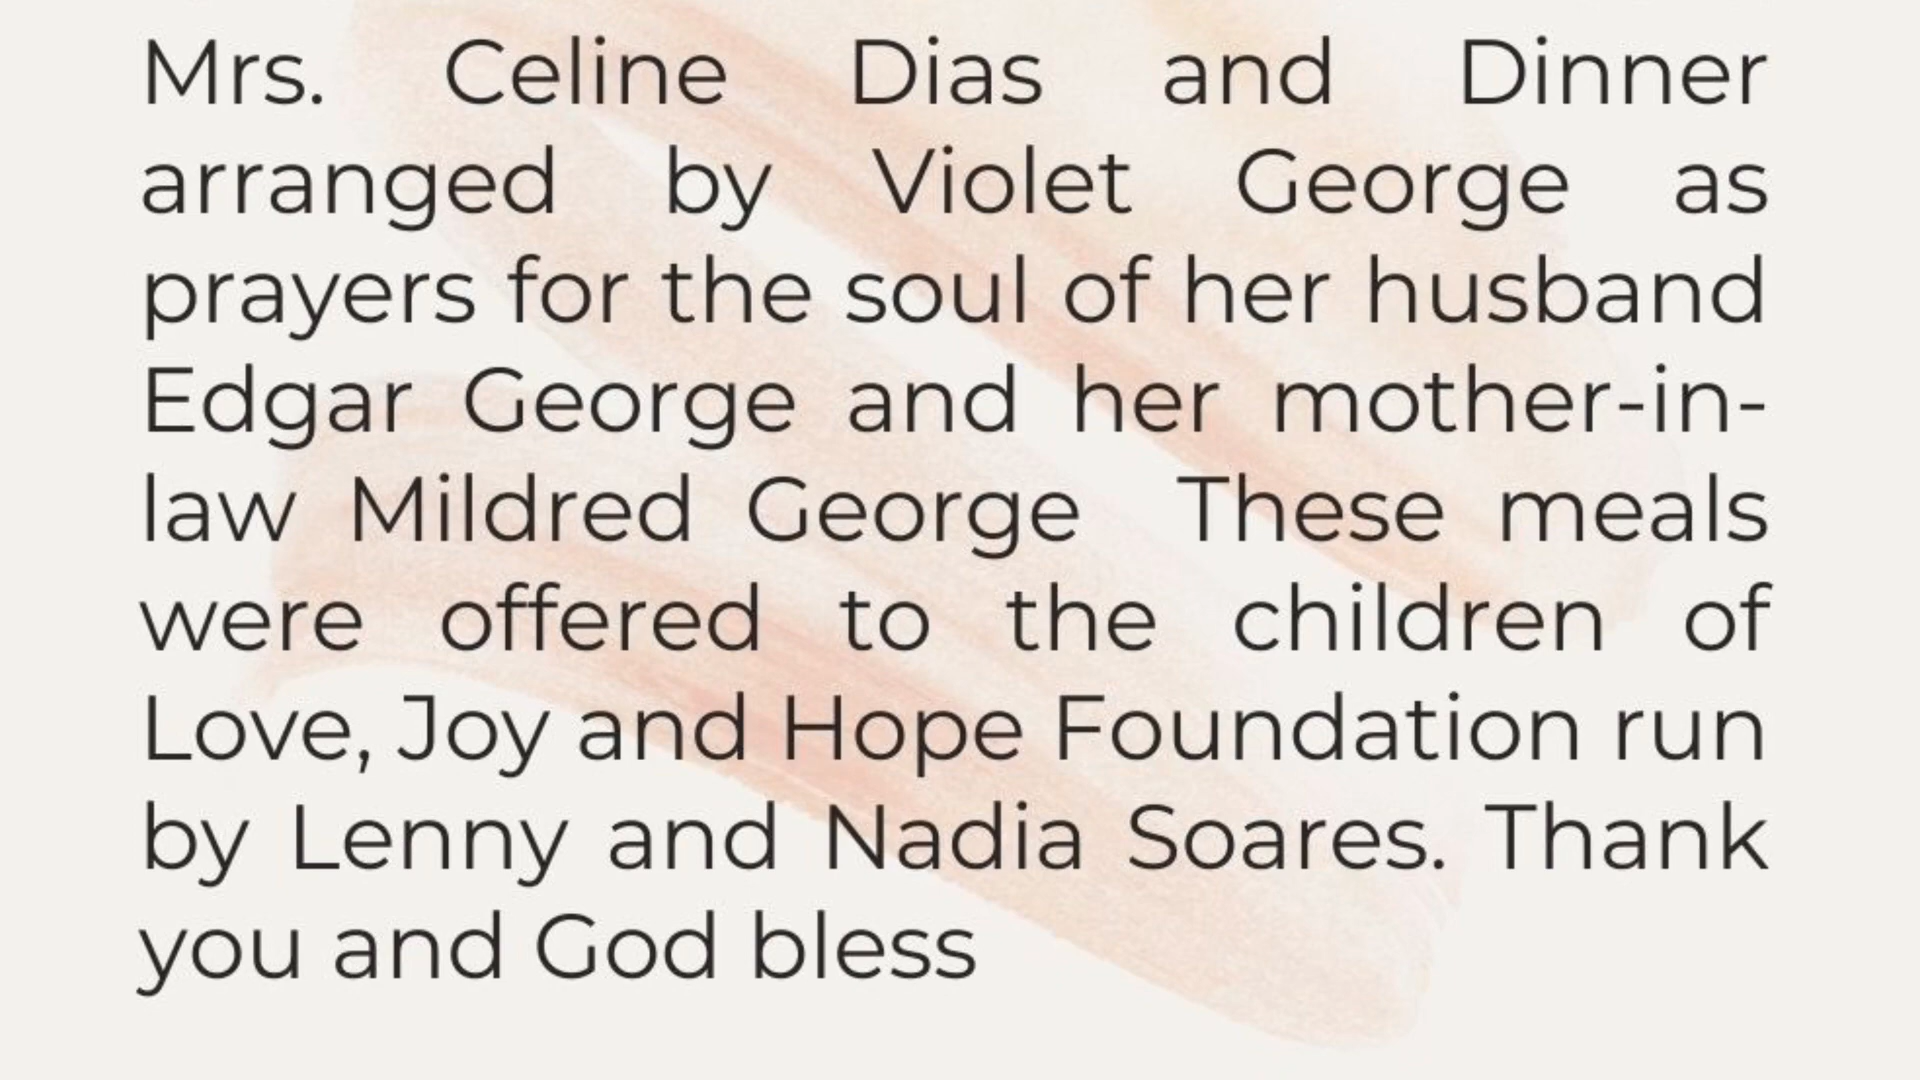 Mrs. Celine Dias and Dinner
arranged by Violet George as
prayers for the soul of her husband
Edgar George and her mother-in-
law Mildred George These meals
were offered to the children of
Love, Joy and Hope Foundation run
by Lenny and Nadia Soares. Thank
you and God bless